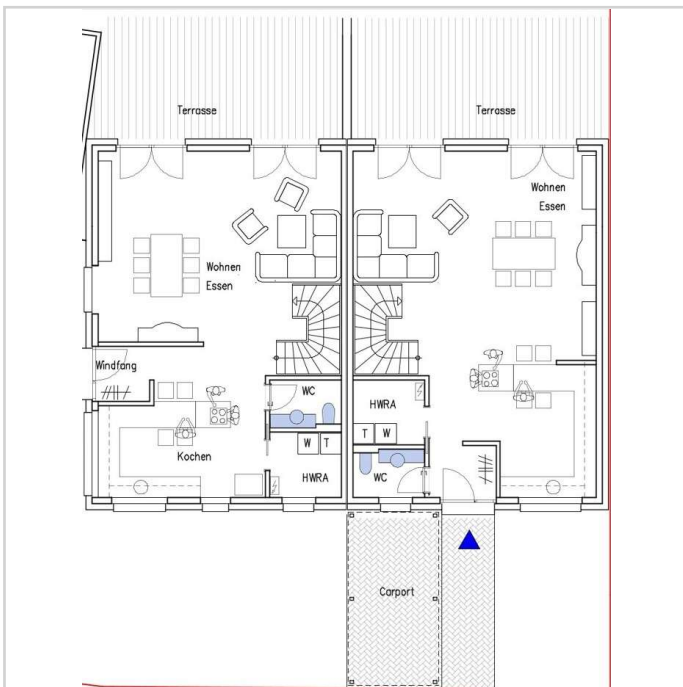 Terrasse
Terrasse
Wohnen
Essen
Wohnen
Essen
Windfang
WC
HWRA
W T
T W
Kochen
HWRA
WC
Carport